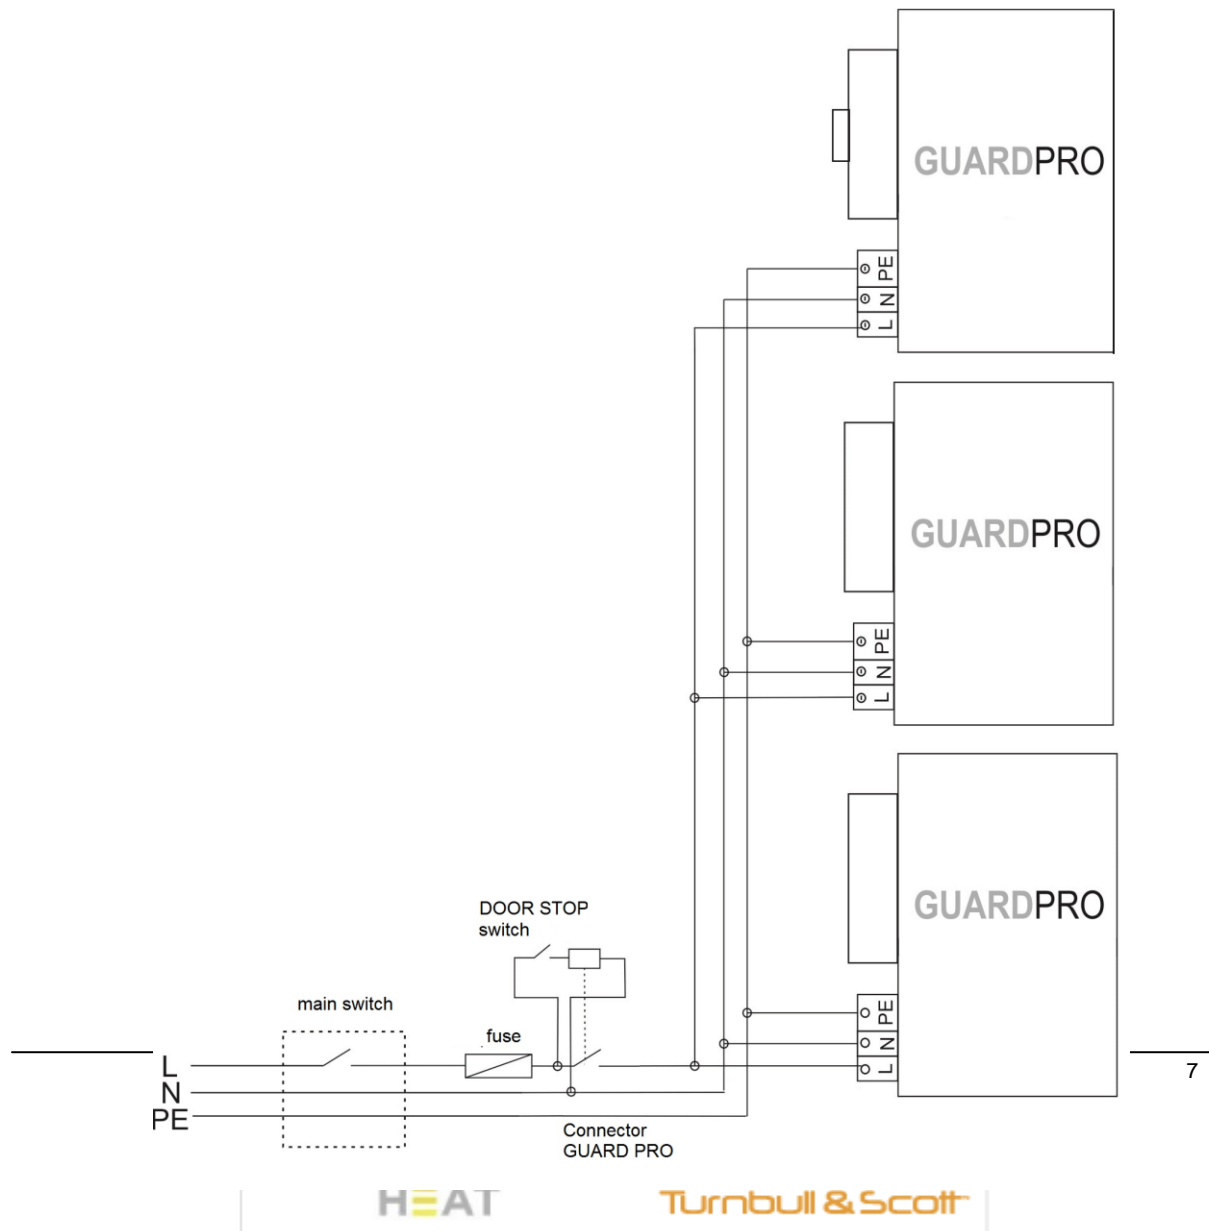 GUARDPRO
PE
N
L
GUARDPRO
PE
N
L
GUARDPRO
DOOR STOP
switch
main switch
fuse
PE
N
L
L
N
PE
7
Connector
GUARD PRO
HEAT
Turnbull & Scott